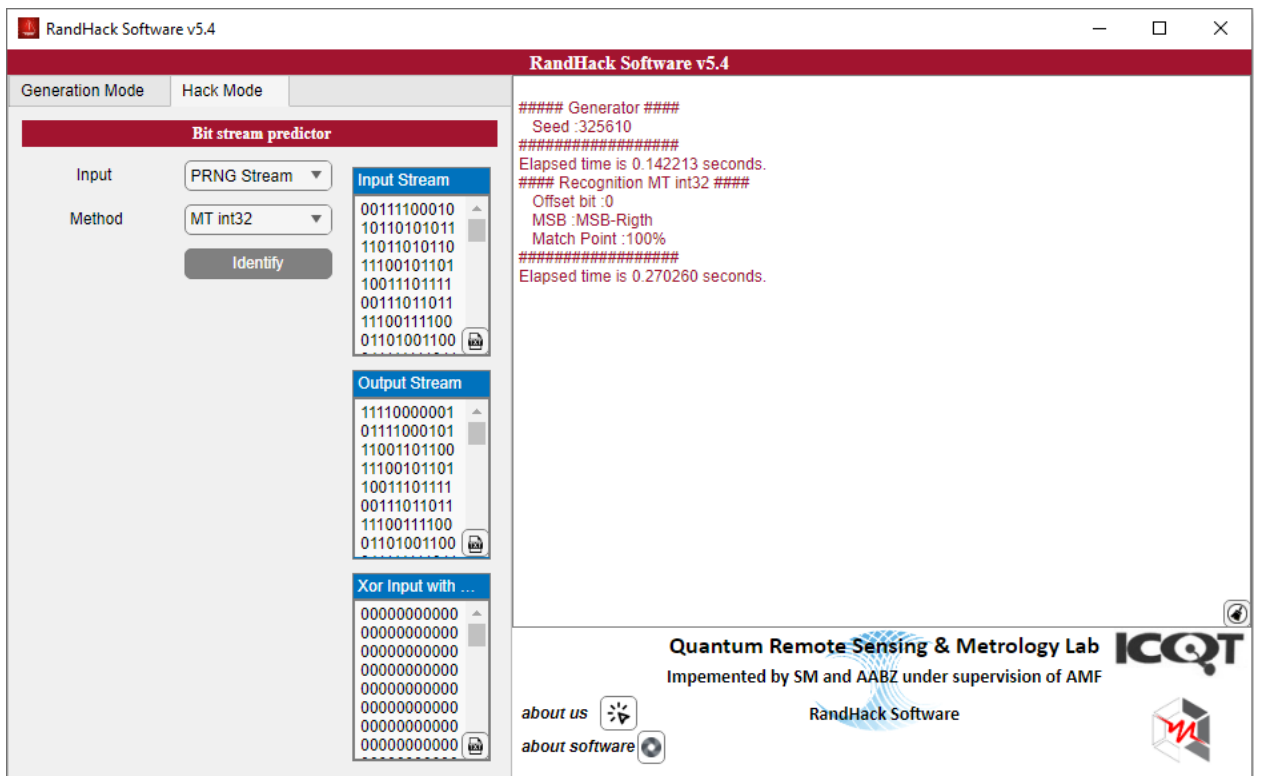 RandHack Software v5.4
RandHack Software v5.4
Generation Mode
Hack Mode
Bit stream predictor
Input
PRNG Stream
Method
MT int32
Identify
Input Stream
00111100010
10110101011
11011010110
11100101101
10011101111
00111011011
11100111100
01101001100
Output Stream
11110000001
01111000101
11001101100
11100101101
10011101111
00111011011
11100111100
01101001100
Xor Input with ...
00000000000
00000000000
00000000000
00000000000
00000000000
00000000000
00000000000
00000000000
##### Generator ####
Seed :325610
##################
Elapsed time is 0.142213 seconds.
#### Recognition MT int32 ####
Offset bit :0
MSB :MSB-Rigth
Match Point :100%
##################
Elapsed time is 0.270260 seconds.
Quantum Remote Sensing & Metrology Lab
ICQT
Impemented by SM and AABZ under supervision of AMF
about us
RandHack Software
about software